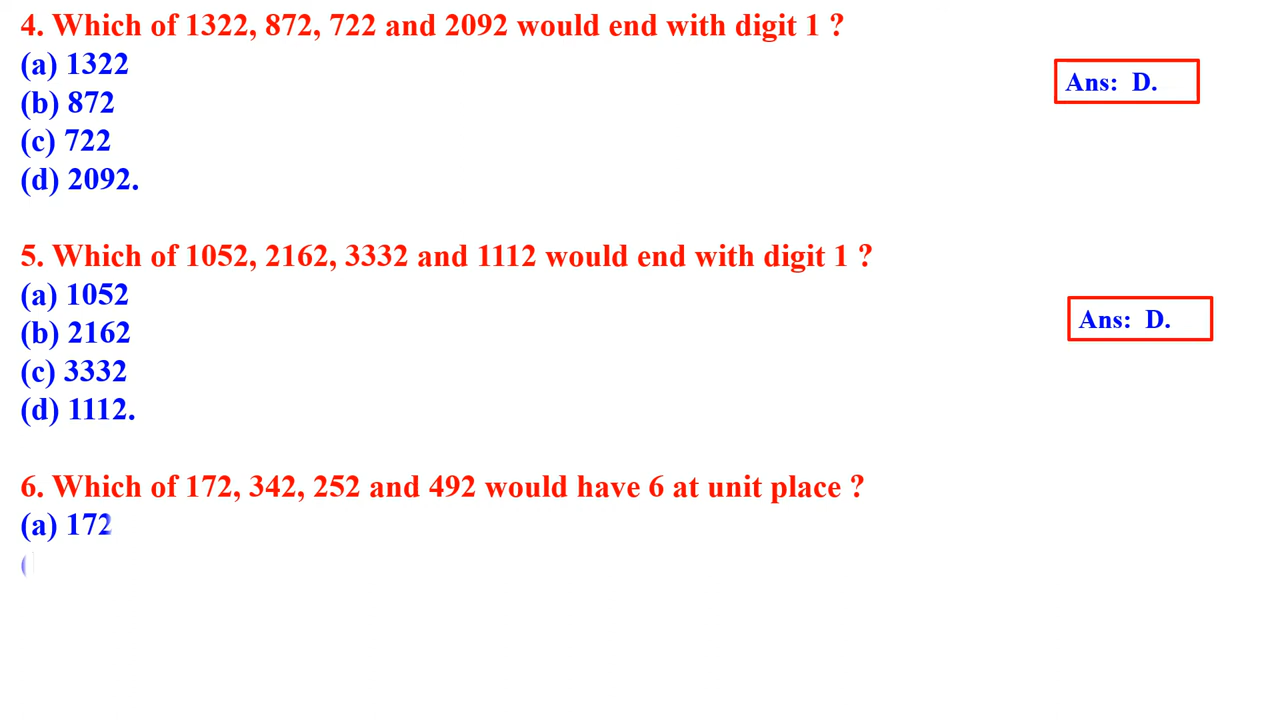 4. Which of 1322, 872, 722 and 2092 would end with digit 1 ?
(a) 1322
Ans: D.
(b) 872
(c) 722
(d) 2092.
5. Which of 1052, 2162, 3332 and 1112 would end with digit 1 ?
(a) 1052
Ans: D.
(b) 2162
(c) 3332
(d) 1112.
6. Which of 172, 342, 252 and 492 would have 6 at unit place ?
(a) 172
(